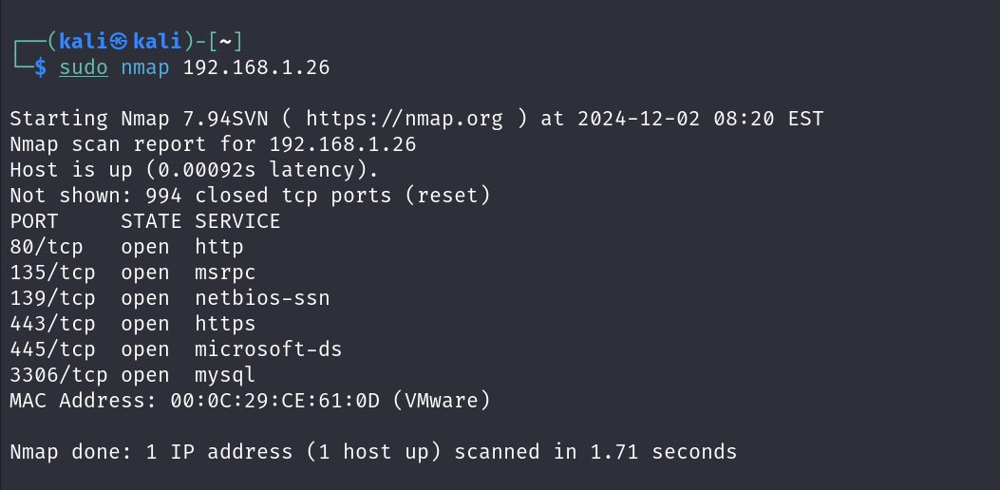 ┌──(kali㉿kali)-[~]
└─$ sudo nmap 192.168.1.26
Starting Nmap 7.94SVN ( https://nmap.org ) at 2024-12-02 08:20 EST
Nmap scan report for 192.168.1.26
Host is up (0.00092s latency).
Not shown: 994 closed tcp ports (reset)
PORT     STATE SERVICE
80/tcp   open  http
135/tcp  open  msrpc
139/tcp  open  netbios-ssn
443/tcp  open  https
445/tcp  open  microsoft-ds
3306/tcp open  mysql
MAC Address: 00:0C:29:CE:61:0D (VMware)
Nmap done: 1 IP address (1 host up) scanned in 1.71 seconds